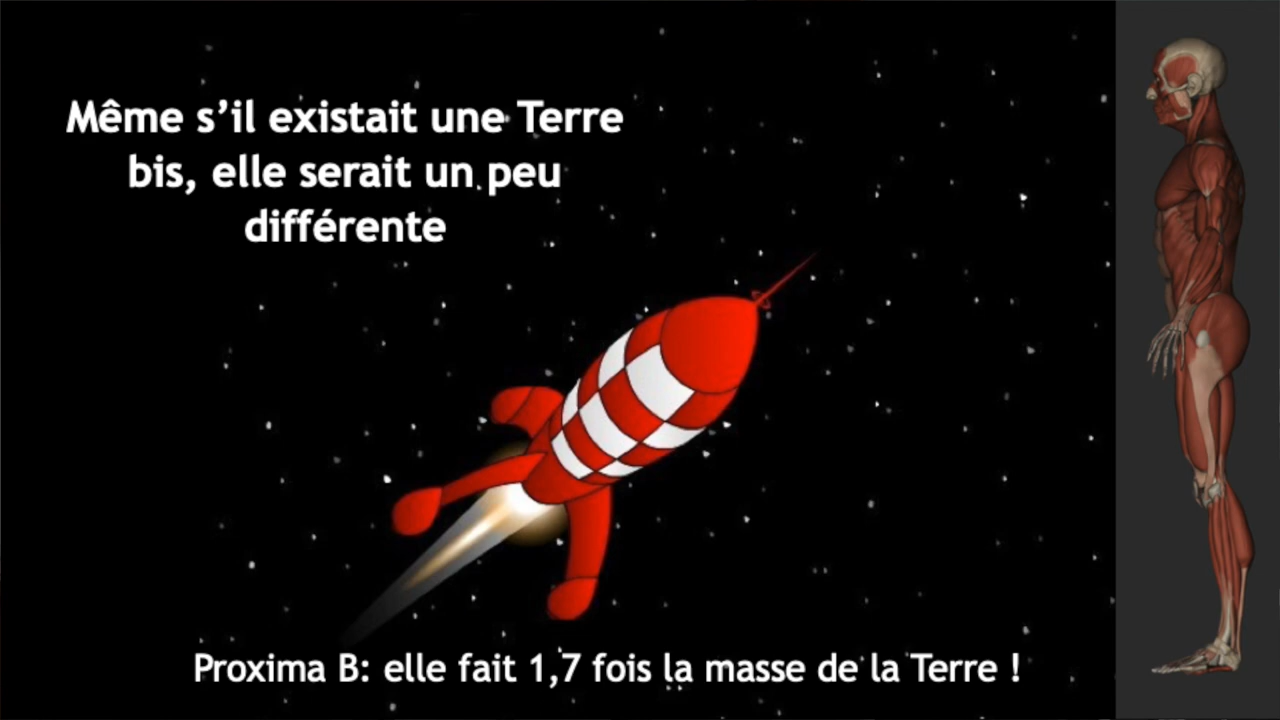 Même s’il existait une Terre
bis, elle serait un peu
différente
Proxima B: elle fait 1,7 fois la masse de la Terre !